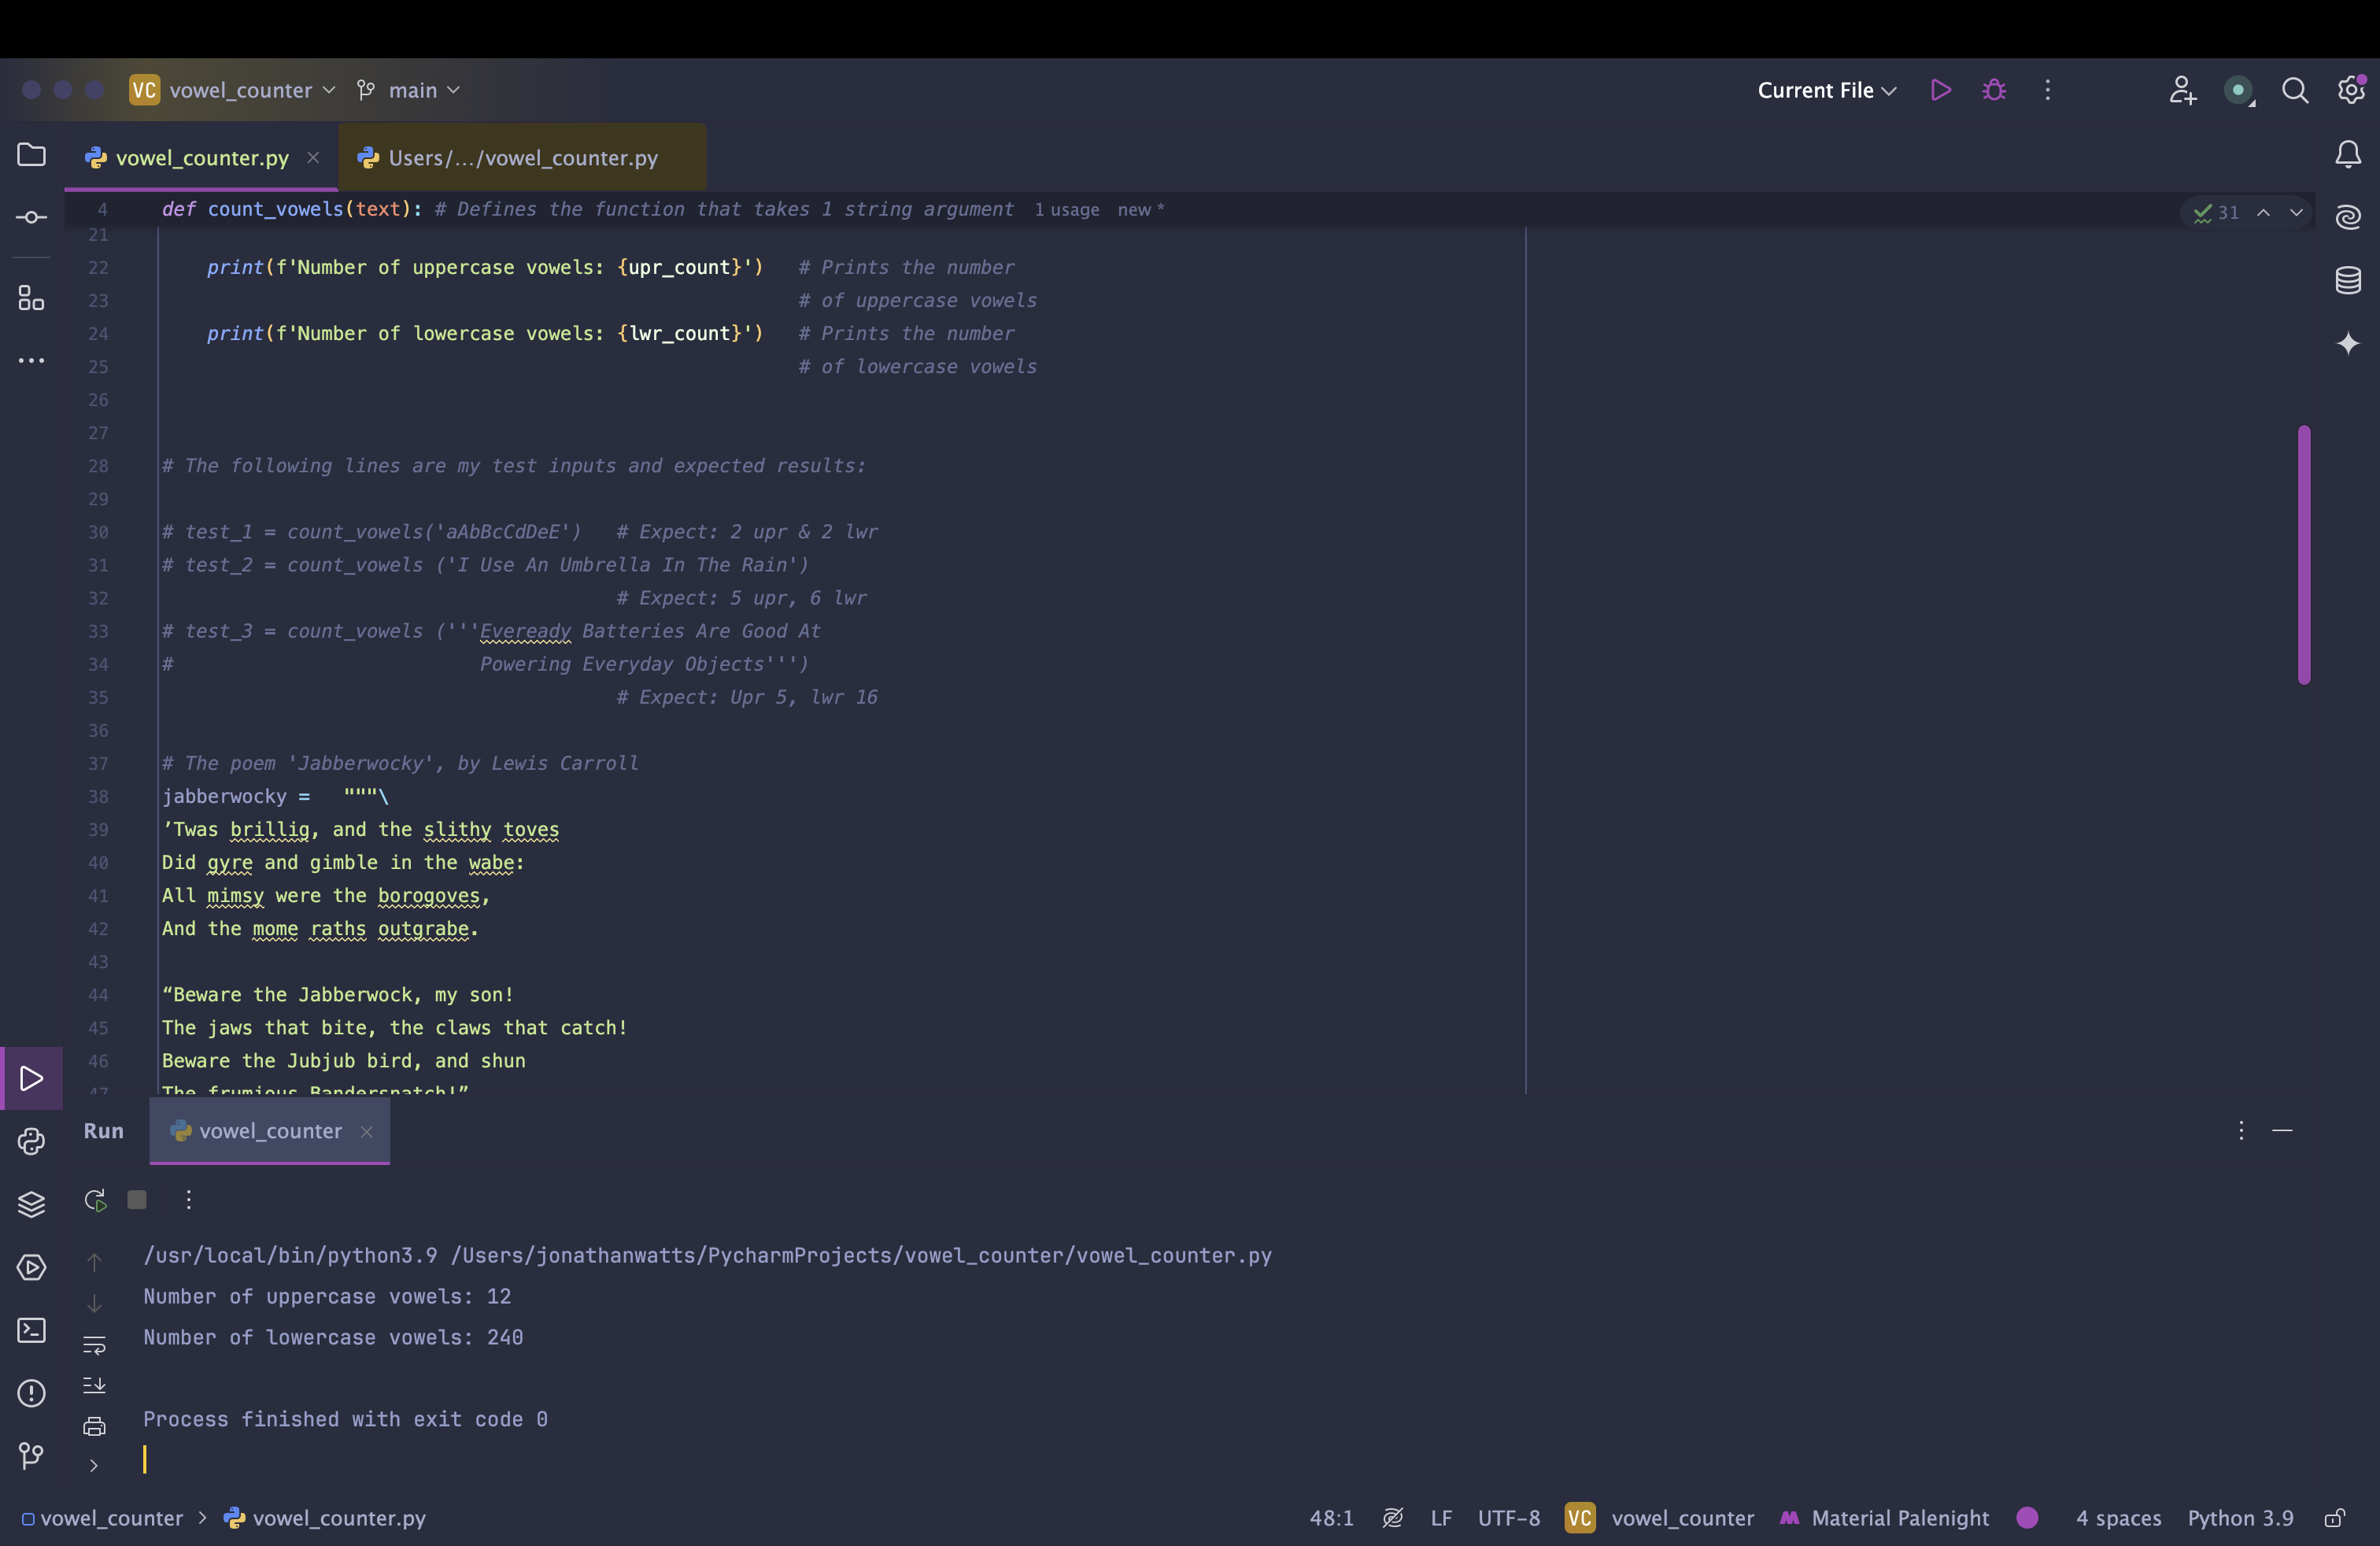 VC vowel_counter main Current File
vowel_counter.py Users/.../vowel_counter.py
4 def count_vowels(text): # Defines the function that takes 1 string argument 1 usage new * 31
21
22 print(f'Number of uppercase vowels: {upr_count}') # Prints the number
23 # of uppercase vowels
24 print(f'Number of lowercase vowels: {lwr_count}') # Prints the number
25 # of lowercase vowels
26
27
28 # The following lines are my test inputs and expected results:
29
30 # test_1 = count_vowels('aAbBcCdDeE') # Expect: 2 upr & 2 lwr
31 # test_2 = count_vowels ('I Use An Umbrella In The Rain')
32 # Expect: 5 upr, 6 lwr
33 # test_3 = count_vowels ('''Eveready Batteries Are Good At
34 # Powering Everyday Objects''')
35 # Expect: Upr 5, lwr 16
36
37 # The poem 'Jabberwocky', by Lewis Carroll
38 jabberwocky = """\
39 ’Twas brillig, and the slithy toves
40 Did gyre and gimble in the wabe:
41 All mimsy were the borogoves,
42 And the mome raths outgrabe.
43
44 “Beware the Jabberwock, my son!
45 The jaws that bite, the claws that catch!
46 Beware the Jubjub bird, and shun
47 The frumious Bandersnatch!”
Run vowel_counter
/usr/local/bin/python3.9 /Users/jonathanwatts/PycharmProjects/vowel_counter/vowel_counter.py
Number of uppercase vowels: 12
Number of lowercase vowels: 240
Process finished with exit code 0
vowel_counter > vowel_counter.py 48:1 LF UTF-8 VC vowel_counter Material Palenight 4 spaces Python 3.9